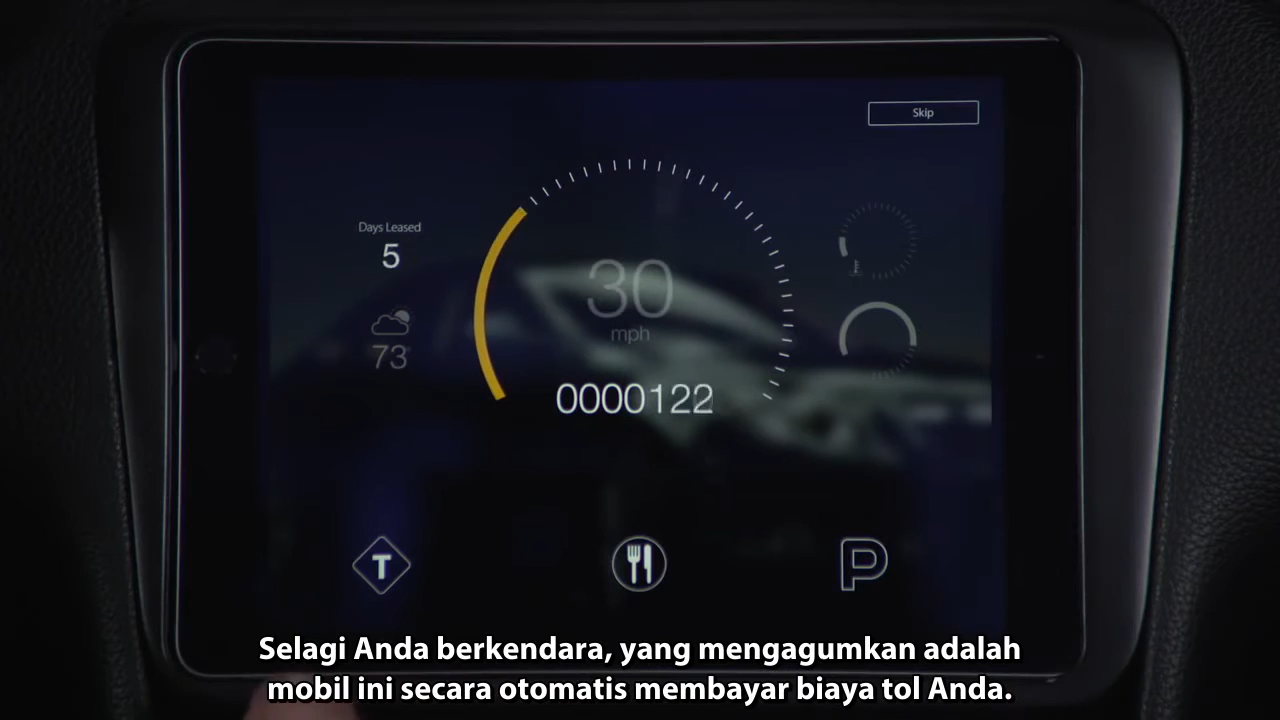 Skip
Days Leased
5
30
mph
73
0000122
T
P
Selagi Anda berkendara, yang mengagumkan adalah
mobil ini secara otomatis membayar biaya tol Anda.